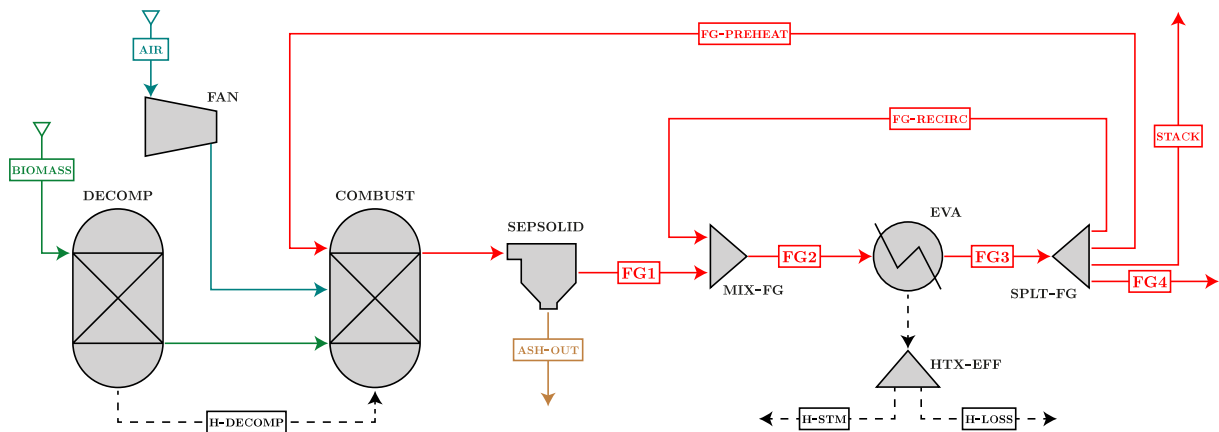 FG-PREHEAT
AIR
FAN
FG-RECIRC
STACK
BIOMASS
DECOMP
COMBUST
SEPSOLID
EVA
FG1
FG2
FG3
FG4
MIX-FG
SPLT-FG
ASH-OUT
HTX-EFF
H-DECOMP
H-STM
H-LOSS